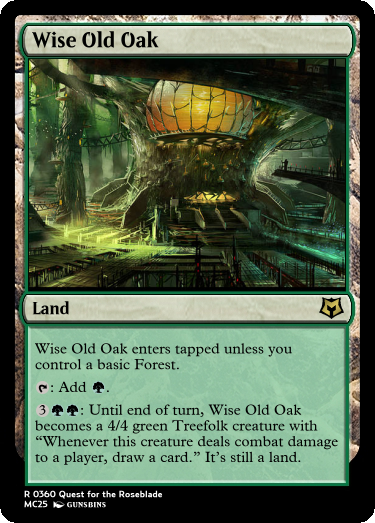 Wise Old Oak
Land
Wise Old Oak enters tapped unless you
control a basic Forest.
: Add .
3: Until end of turn, Wise Old Oak
becomes a 4/4 green Treefolk creature with
“Whenever this creature deals combat damage
to a player, draw a card.” It’s still a land.
R 0360 Quest for the Roseblade
MC25 GUNSBINS